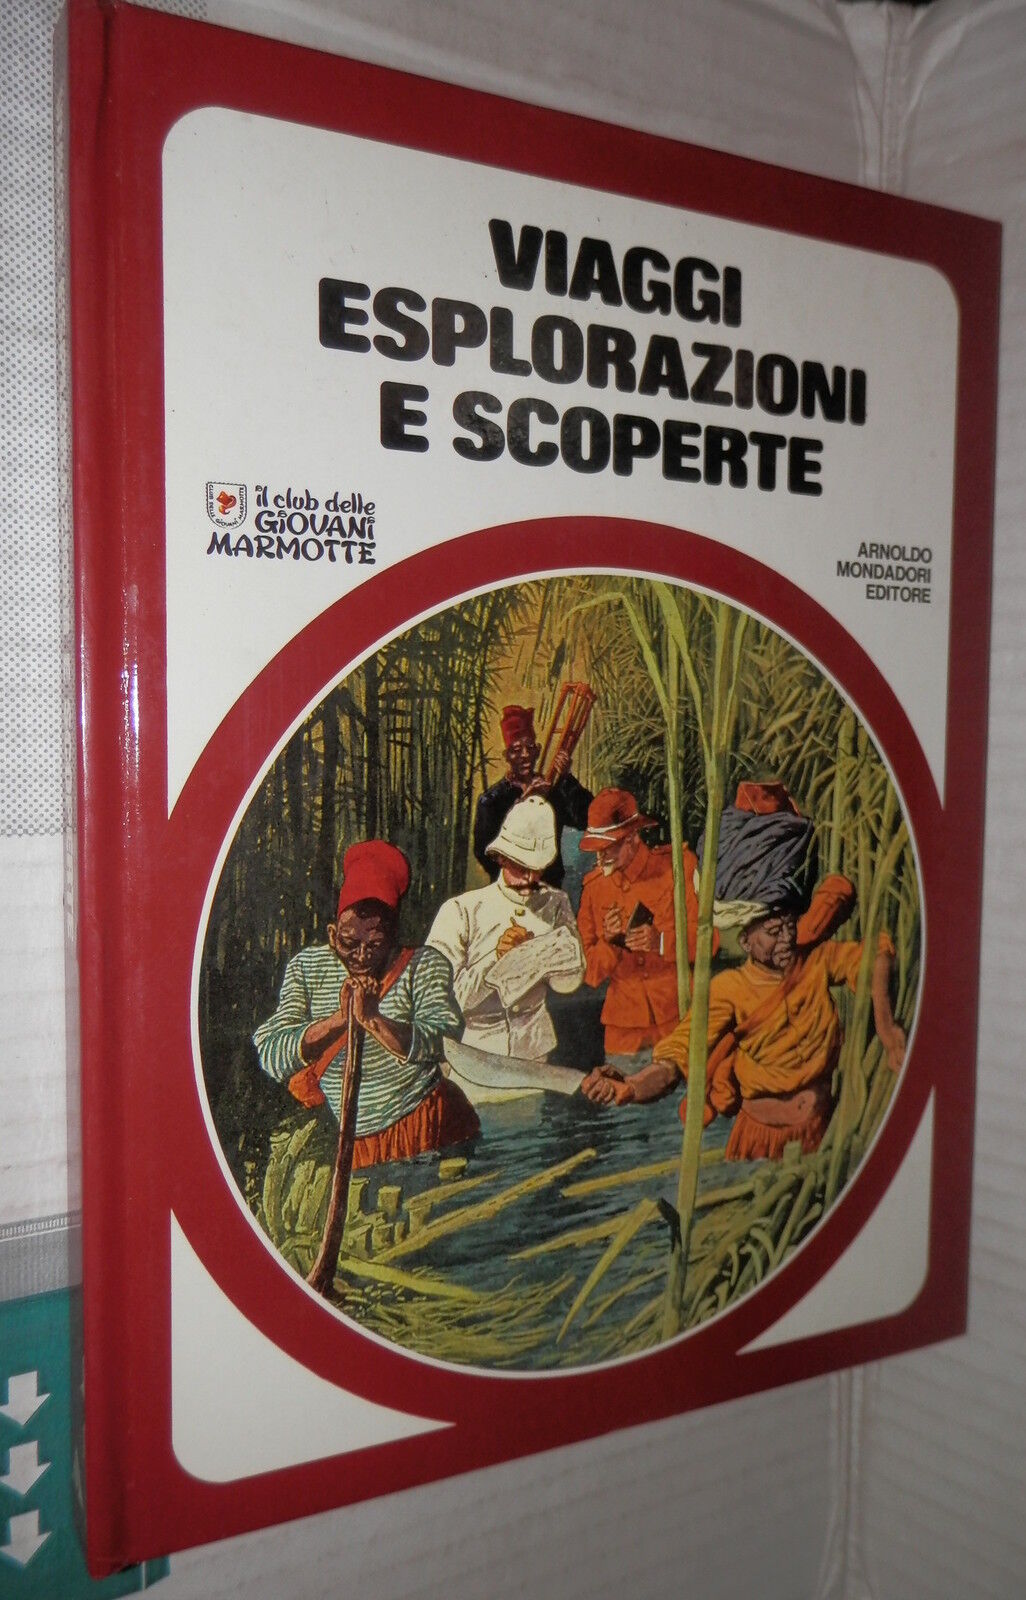 VIAGGI
ESPLORAZIONI
E SCOPERTE
il club delle
GIOVANI
MARMOTTE
ARNOLDO
MONDADORI
EDITORE